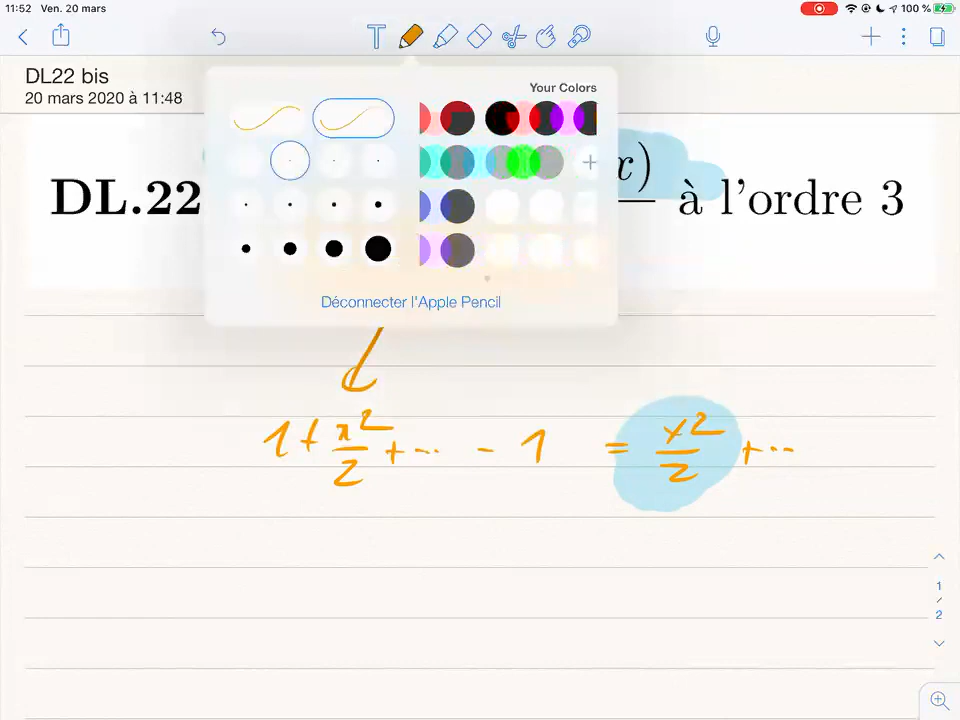 11:52 Ven. 20 mars 100 %
DL22 bis
20 mars 2020 à 11:48
Your Colors
DL.22 x) à l'ordre 3
Déconnecter l'Apple Pencil
1 + x²/2 + ... - 1 = x²/2 + ...
1
/
2